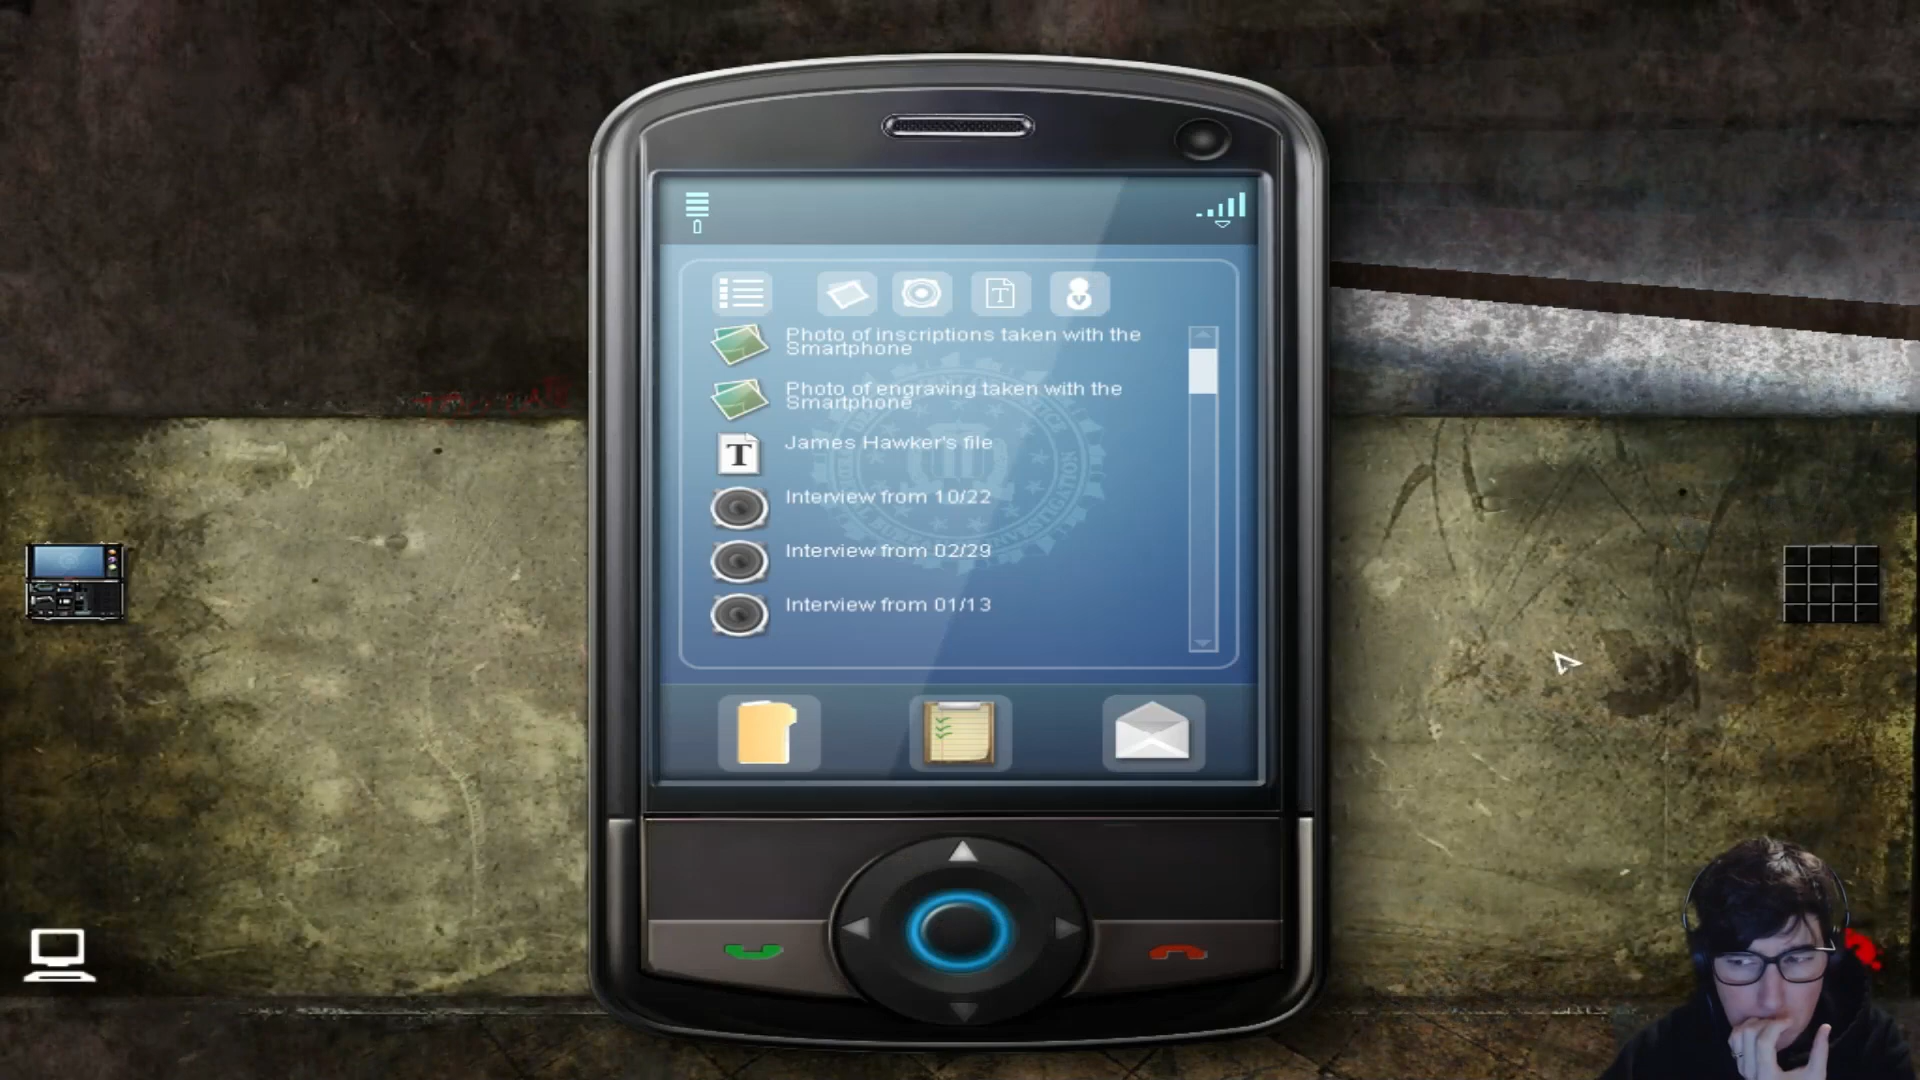 Photo of inscriptions taken with the
Smartphone
Photo of engraving taken with the
Smartphone
T
James Hawker's file
Interview from 10/22
Interview from 02/29
Interview from 01/13